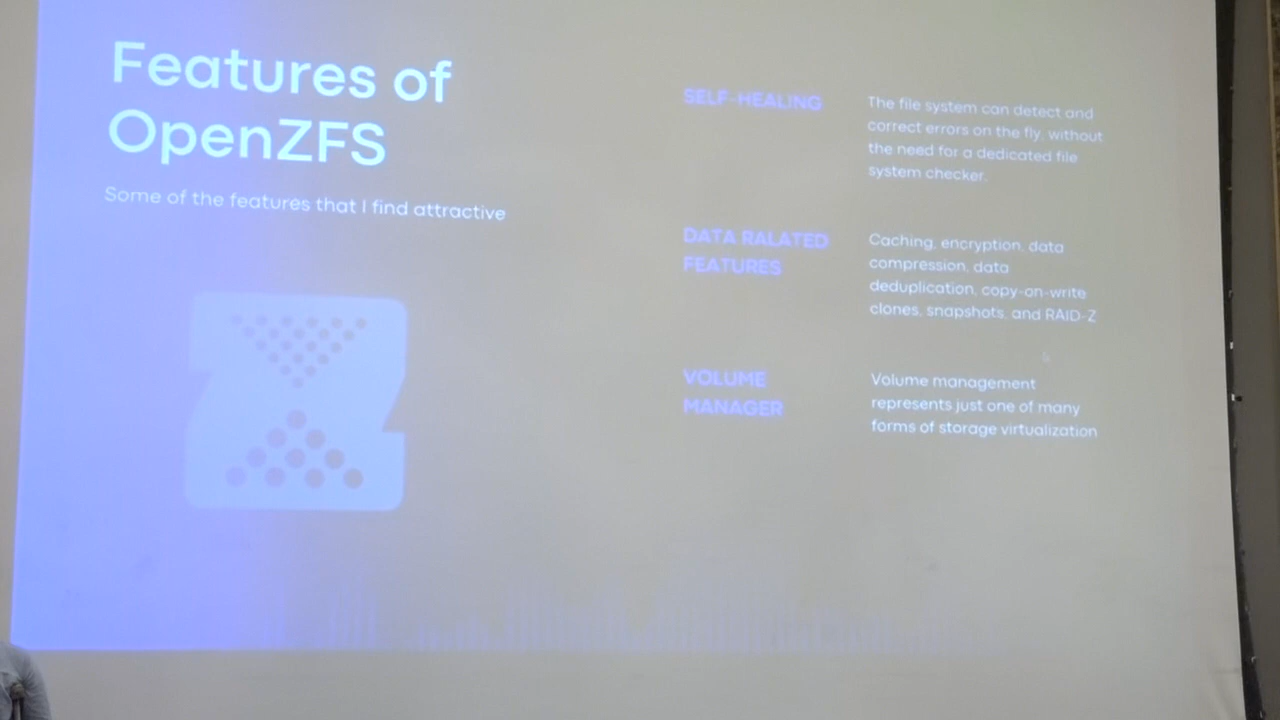 Features of
OpenZFS
Some of the features that I find attractive
SELF-HEALING
The file system can detect and
correct errors on the fly, without
the need for a dedicated file
system checker.
DATA RALATED
FEATURES
Caching, encryption, data
compression, data
deduplication, copy-on-write
clones, snapshots, and RAID-Z
VOLUME
MANAGER
Volume management
represents just one of many
forms of storage virtualization